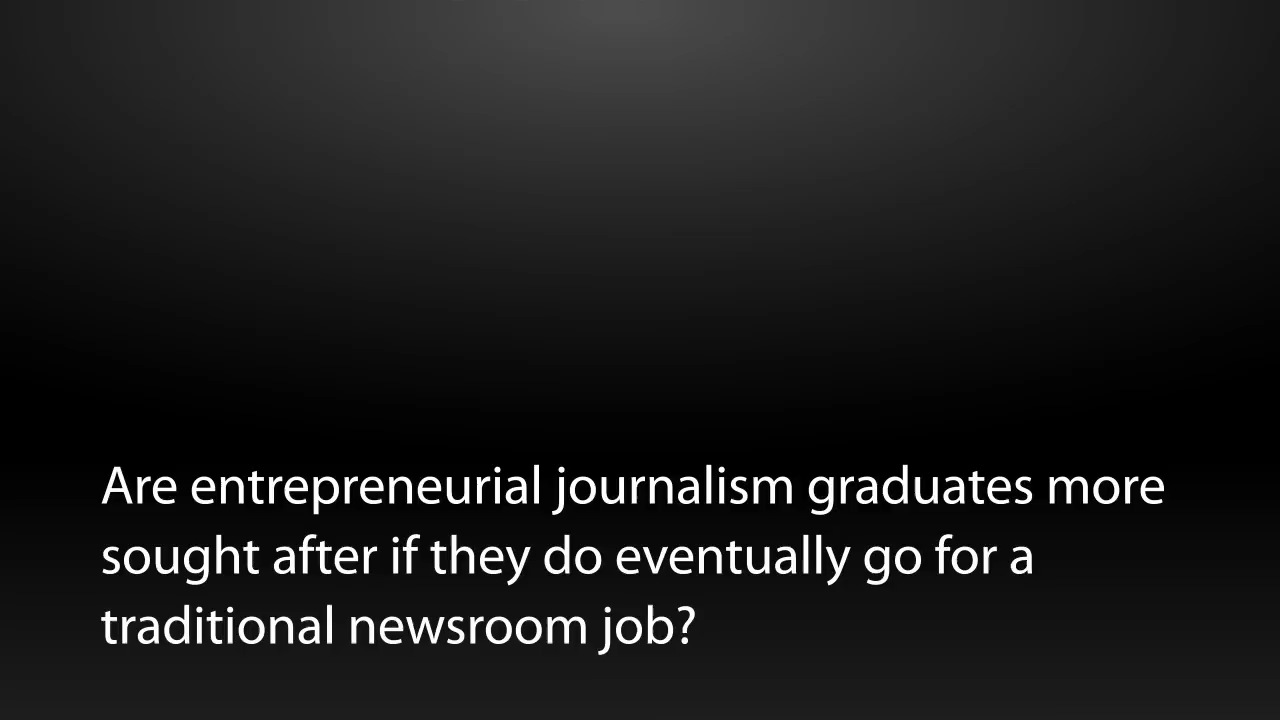 Are entrepreneurial journalism graduates more
sought after if they do eventually go for a
traditional newsroom job?